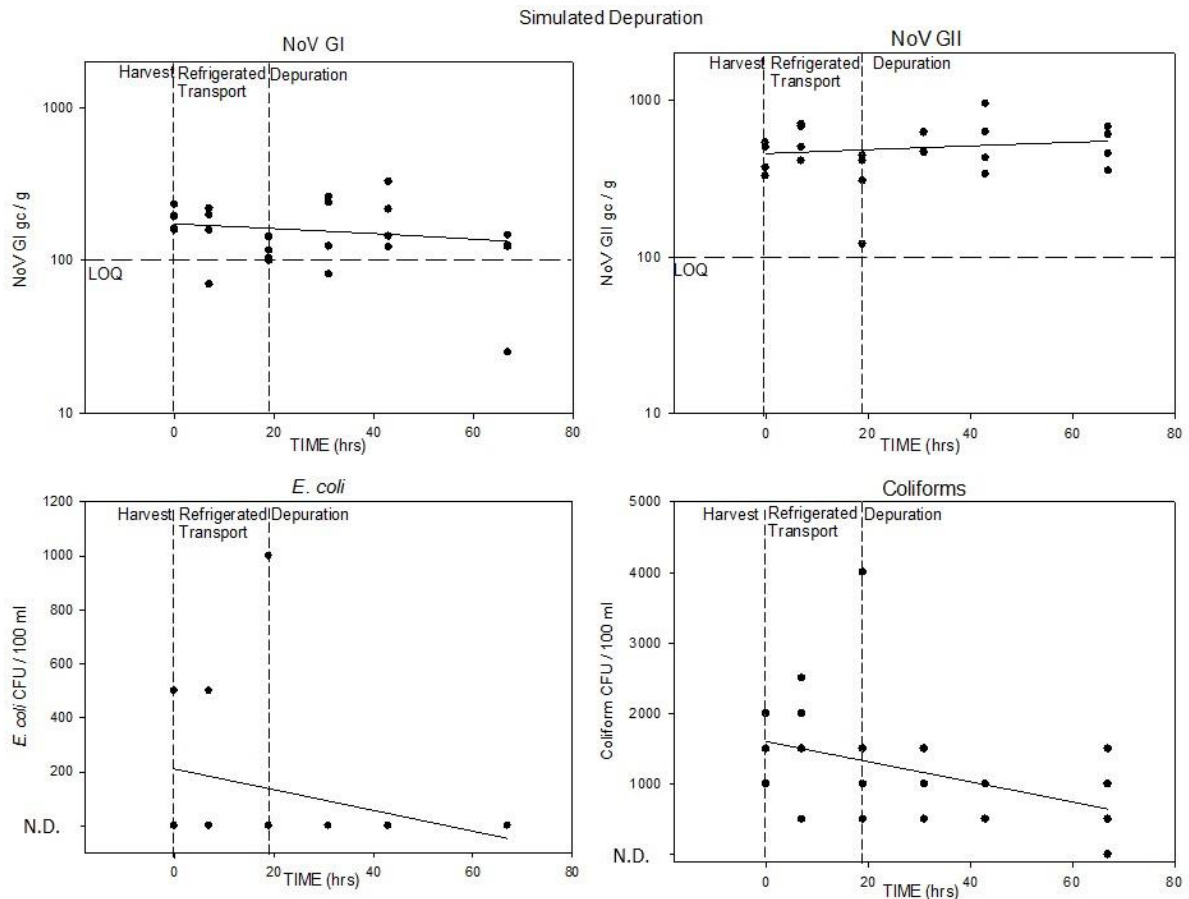 Simulated Depuration
NoV GI
Harvest Refrigerated Depuration
Transport
1000
100
10
LOQ
NoV GI gc / g
0 20 40 60 80
TIME (hrs)
NoV GII
Harvest Refrigerated Depuration
Transport
1000
100
10
LOQ
NoV GII gc / g
0 20 40 60 80
TIME (hrs)
E. coli
Harvest Refrigerated Depuration
Transport
1200
1000
800
600
400
200
N.D.
E. coli CFU / 100 ml
0 20 40 60 80
TIME (hrs)
Coliforms
Harvest Refrigerated Depuration
Transport
5000
4000
3000
2000
1000
N.D.
Coliform CFU / 100 ml
0 20 40 60 80
TIME (hrs)